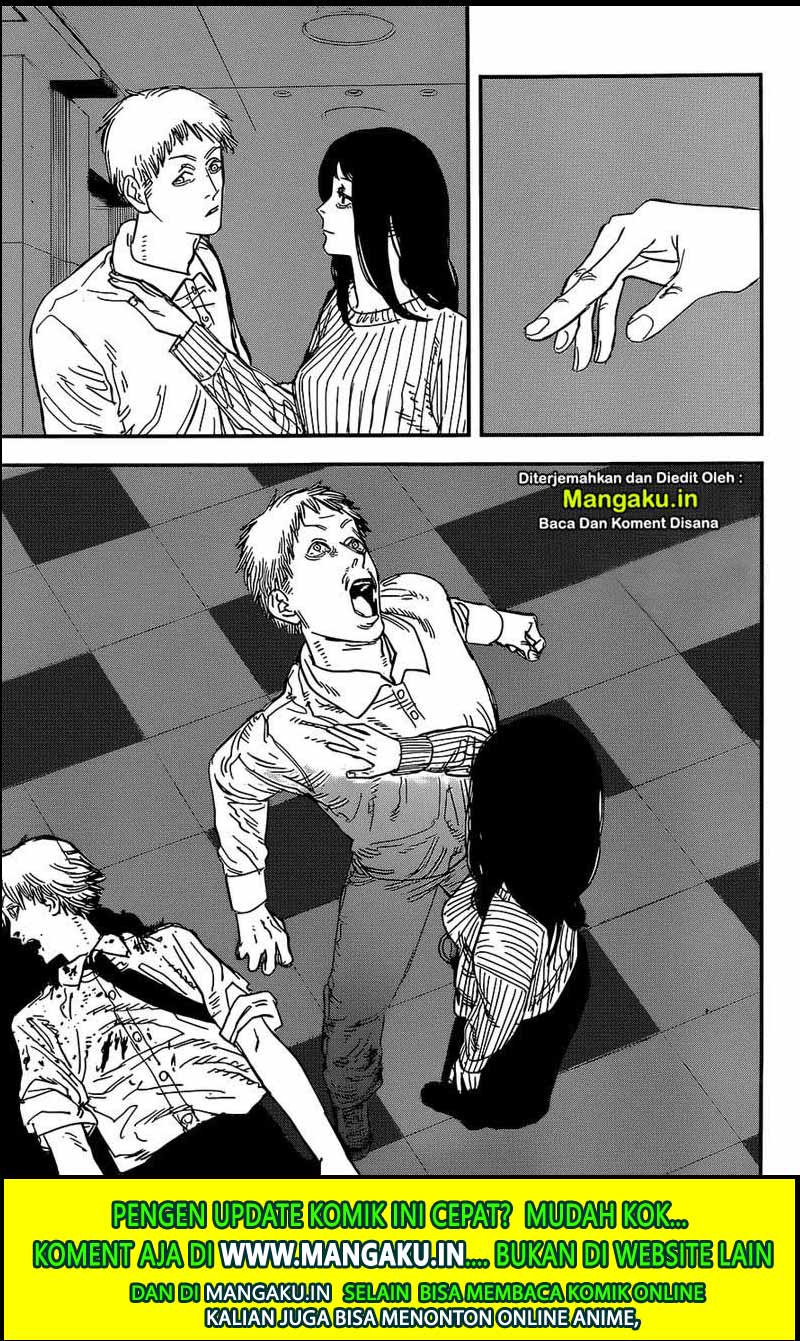 Diterjemahkan dan Diedit Oleh :
Mangaku.in
Baca Dan Koment Disana
PENGEN UPDATE KOMIK INI CEPAT? MUDAH KOK...
KOMENT AJA DI WWW.MANGAKU.IN.... BUKAN DI WEBSITE LAIN
DAN DI MANGAKU.IN SELAIN BISA MEMBACA KOMIK ONLINE
KALIAN JUGA BISA MENONTON ONLINE ANIME,